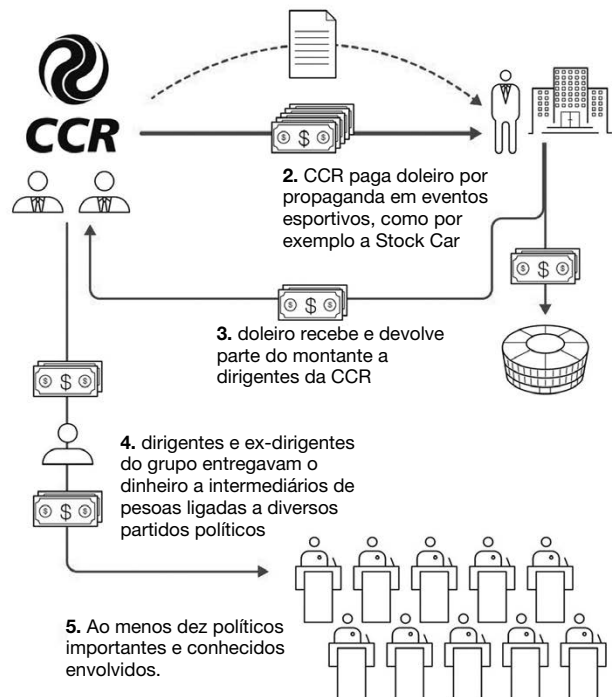 CCR
2. CCR paga doleiro por
propaganda em eventos
esportivos, como por
exemplo a Stock Car
3. doleiro recebe e devolve
parte do montante a
dirigentes da CCR
4. dirigentes e ex-dirigentes
do grupo entregavam o
dinheiro a intermediários de
pesoas ligadas a diversos
partidos políticos
5. Ao menos dez políticos
importantes e conhecidos
envolvidos.